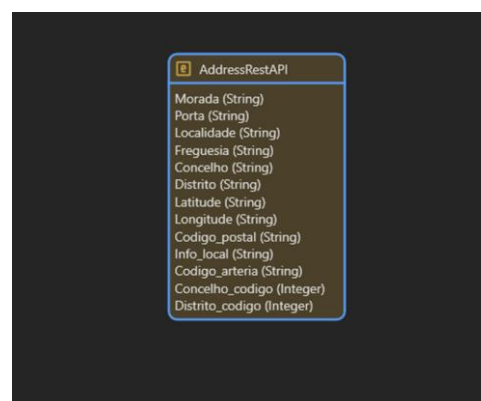 e AddressRestAPI
Morada (String)
Porta (String)
Localidade (String)
Freguesia (String)
Concelho (String)
Distrito (String)
Latitude (String)
Longitude (String)
Codigo_postal (String)
Info_local (String)
Codigo_arteria (String)
Concelho_codigo (Integer)
Distrito_codigo (Integer)